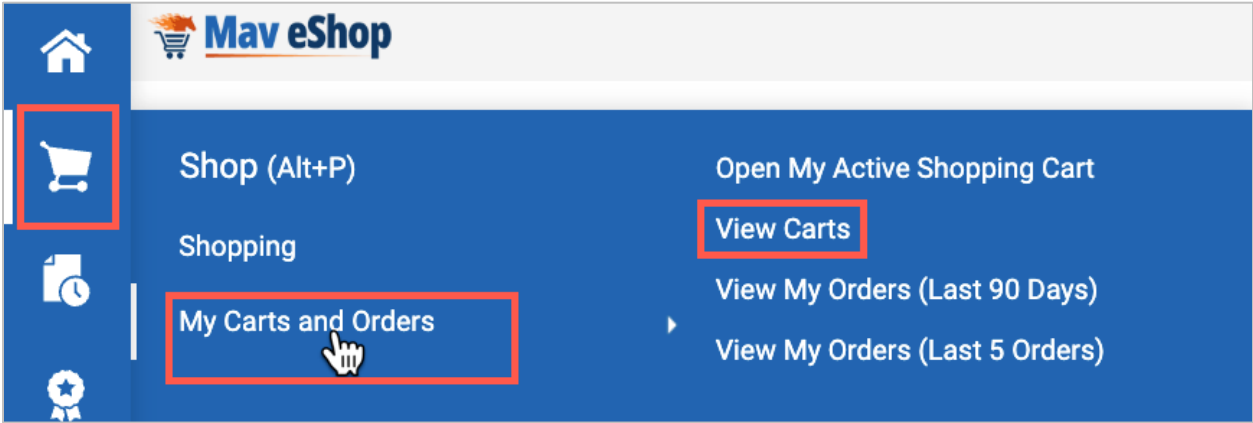 Mav eShop
Shop (Alt+P)
Shopping
My Carts and Orders
Open My Active Shopping Cart
View Carts
View My Orders (Last 90 Days)
View My Orders (Last 5 Orders)